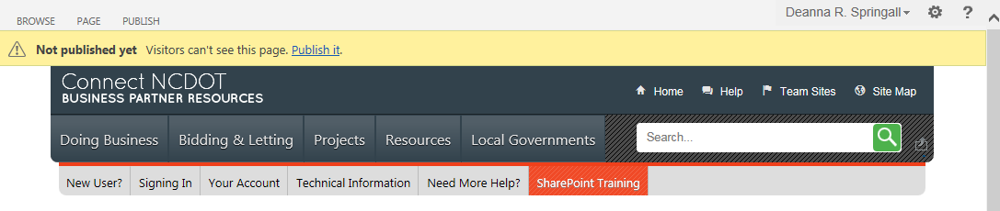 Deanna R. Springall
BROWSE PAGE PUBLISH
Not published yet Visitors can't see this page. Publish it.
Connect NCDOT
BUSINESS PARTNER RESOURCES
Home Help Team Sites Site Map
Doing Business Bidding & Letting Projects Resources Local Governments Search...
New User? Signing In Your Account Technical Information Need More Help? SharePoint Training